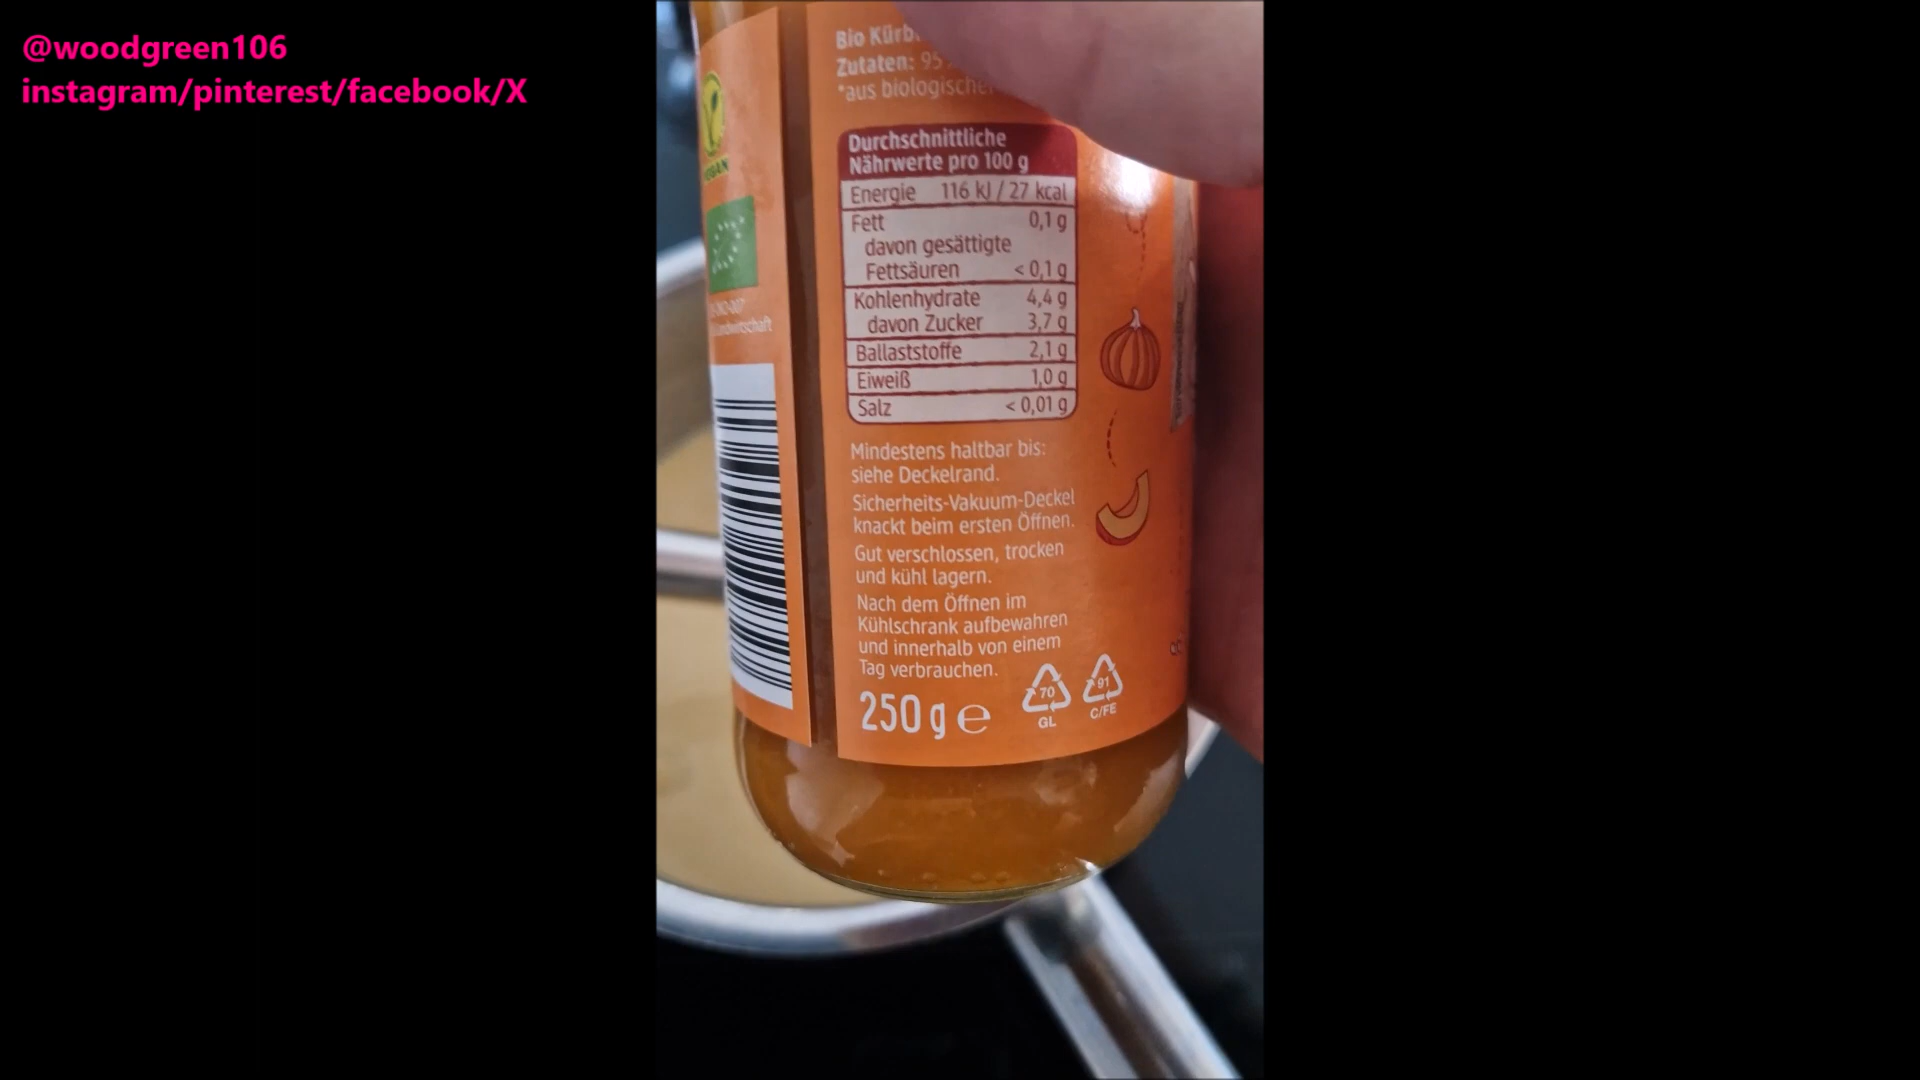 @woodgreen106
instagram/pinterest/facebook/X
VEGAN
Bio
Zutaten: 95
*aus
Durchschnittliche
Nährwerte pro 100 g
Energie 116 kJ / 27 kcal
Fett 0,1 g
davon gesättigte
Fettsäuren < 0,1 g
Kohlenhydrate 4,4 g
davon Zucker 3,7 g
Ballaststoffe 2,1 g
Eiweiß 1,0 g
Salz < 0,01 g
Mindestens haltbar bis:
siehe Deckelrand.
Sicherheits-Vakuum-Deckel
knackt beim ersten Öffnen.
Gut verschlossen, trocken
und kühl lagern.
Nach dem Öffnen im
Kühlschrank aufbewahren
und innerhalb von einem
Tag verbrauchen.
250 g e
70
GL
91
C/FE